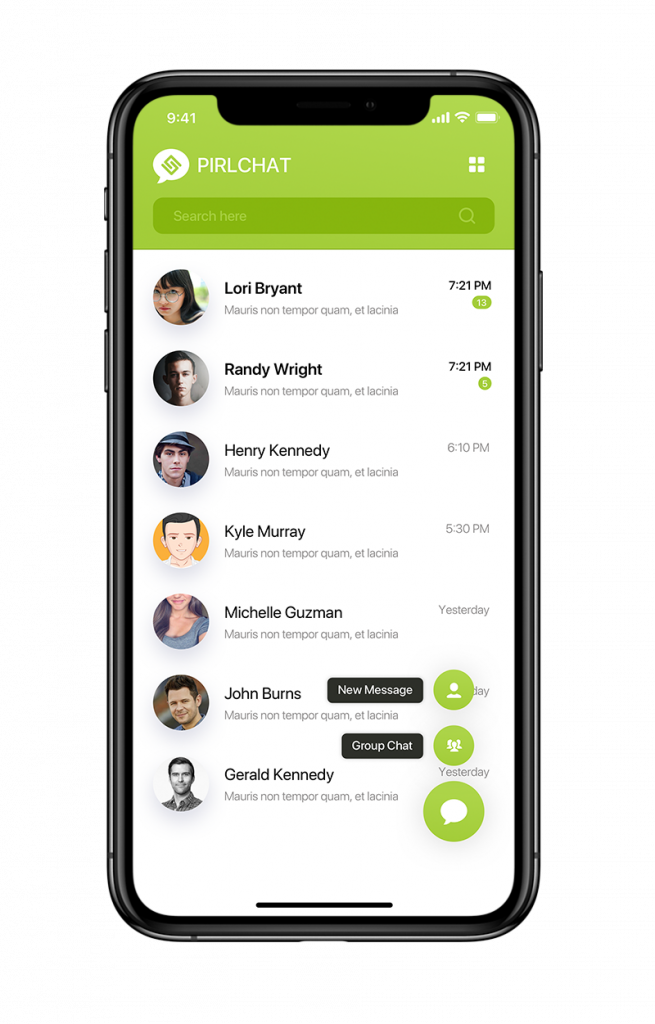 9:41
PIRLCHAT
Search here
Lori Bryant 7:21 PM
Mauris non tempor quam, et lacinia 13
Randy Wright 7:21 PM
Mauris non tempor quam, et lacinia 5
Henry Kennedy 6:10 PM
Mauris non tempor quam, et lacinia
Kyle Murray 5:30 PM
Mauris non tempor quam, et lacinia
Michelle Guzman Yesterday
Mauris non tempor quam, et lacinia
John Burns New Message day
Mauris non tempor quam, et lacinia
Group Chat
Gerald Kennedy Yesterday
Mauris non tempor quam, et lacinia